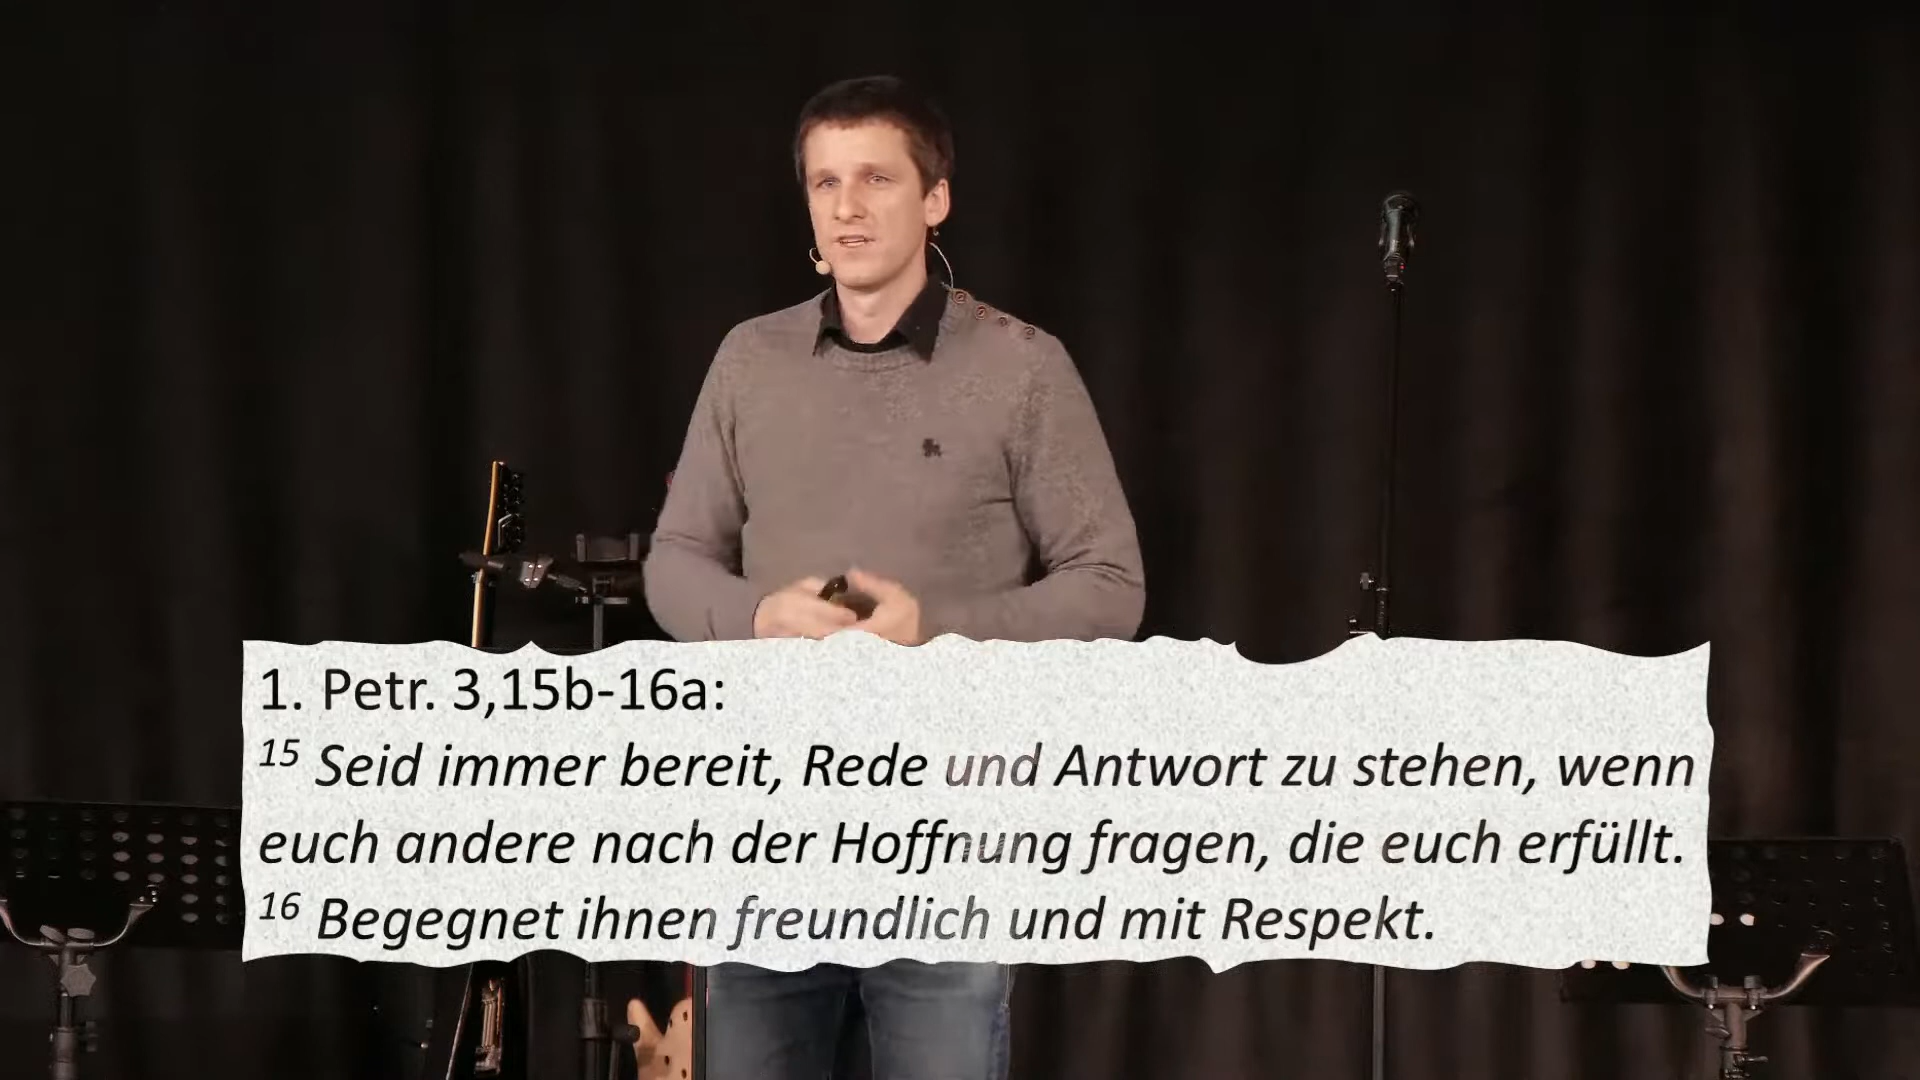 1. Petr. 3,15b-16a:
15 Seid immer bereit, Rede und Antwort zu stehen, wenn
euch andere nach der Hoffnung fragen, die euch erfüllt.
16 Begegnet ihnen freundlich und mit Respekt.